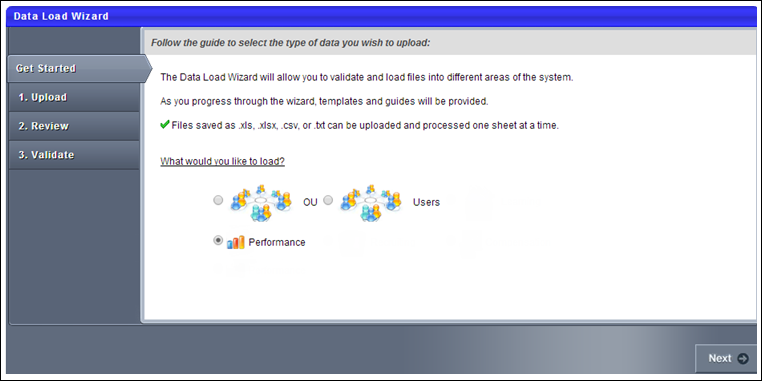 Data Load Wizard
Follow the guide to select the type of data you wish to upload:
Get Started
1. Upload
2. Review
3. Validate
The Data Load Wizard will allow you to validate and load files into different areas of the system.
As you progress through the wizard, templates and guides will be provided.
Files saved as .xls, .xlsx, .csv, or .txt can be uploaded and processed one sheet at a time.
What would you like to load?
OU Users
Performance
Next